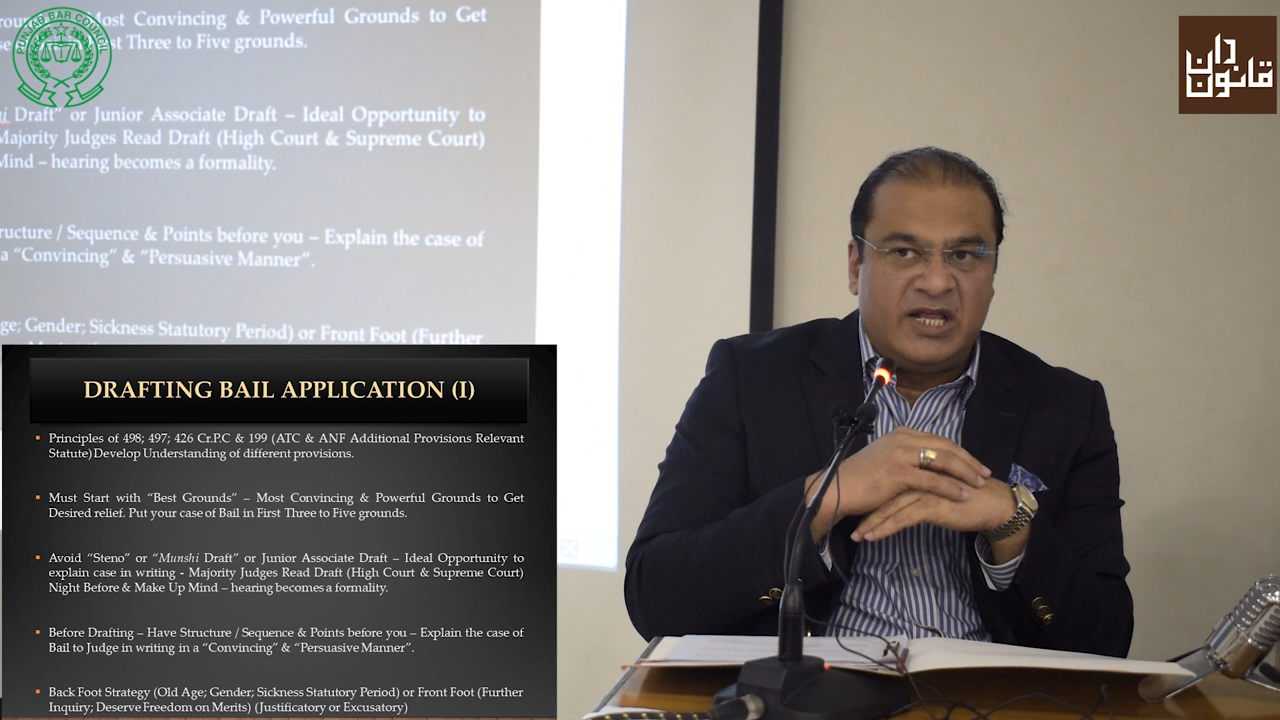 PUNJAB BAR COUNCIL
Most Convincing & Powerful Grounds to Get
st Three to Five grounds.
Draft” or Junior Associate Draft – Ideal Opportunity to
Majority Judges Read Draft (High Court & Supreme Court)
Mind – hearing becomes a formality.
ructure / Sequence & Points before you – Explain the case of
a “Convincing” & “Persuasive Manner”.
ge; Gender; Sickness Statutory Period) or Front Foot (Further
قانون دان
DRAFTING BAIL APPLICATION (I)
▪ Principles of 498; 497; 426 Cr.P.C & 199 (ATC & ANF Additional Provisions Relevant
Statute) Develop Understanding of different provisions.
▪ Must Start with “Best Grounds” – Most Convincing & Powerful Grounds to Get
Desired relief. Put your case of Bail in First Three to Five grounds.
▪ Avoid “Steno” or “Munshi Draft” or Junior Associate Draft – Ideal Opportunity to
explain case in writing - Majority Judges Read Draft (High Court & Supreme Court)
Night Before & Make Up Mind – hearing becomes a formality.
▪ Before Drafting – Have Structure / Sequence & Points before you – Explain the case of
Bail to Judge in writing in a “Convincing” & “Persuasive Manner”.
▪ Back Foot Strategy (Old Age; Gender; Sickness Statutory Period) or Front Foot (Further
Inquiry; Deserve Freedom on Merits) (Justificatory or Excusatory)